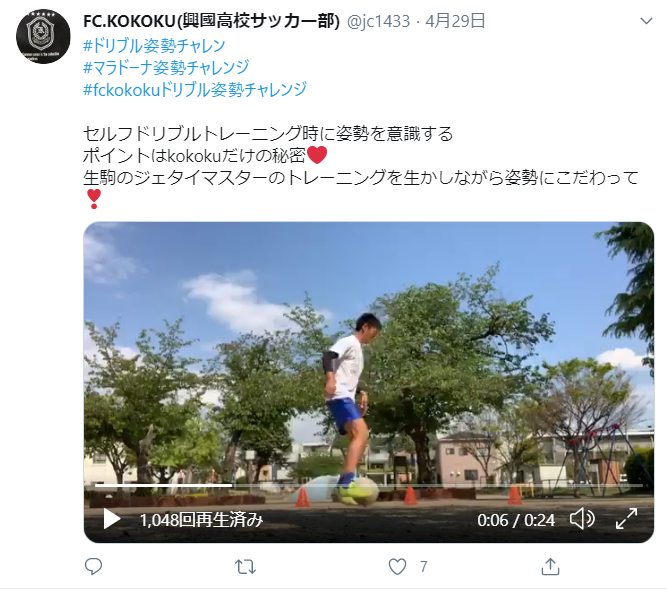 FC.KOKOKU(興國高校サッカー部) @jc1433 · 4月29日
#ドリブル姿勢チャレン
#マラドーナ姿勢チャレンジ
#fckokokuドリブル姿勢チャレンジ
セルフドリブルトレーニング時に姿勢を意識する
ポイントはkokokuだけの秘密❤
生駒のジェタイマスターのトレーニングを生かしながら姿勢にこだわって
❣
1,048回再生済み
0:06 / 0:24
7